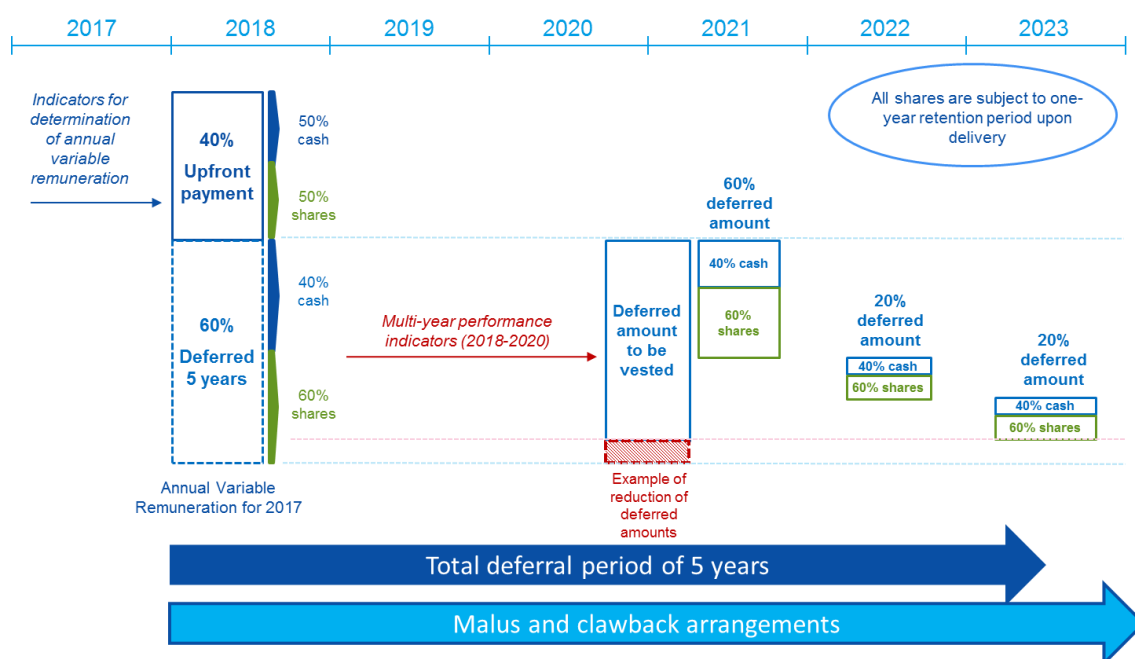 2017
2018
2019
2020
2021
2022
2023
Indicators for
determination
of annual
variable
remuneration
40%
Upfront
payment
50%
cash
50%
shares
All shares are subject to one-
year retention period upon
delivery
60%
Deferred
5 years
40%
cash
60%
shares
Annual Variable
Remuneration for 2017
Multi-year performance
indicators (2018-2020)
Deferred
amount
to be
vested
Example of
reduction of
deferred
amounts
60%
deferred
amount
40% cash
60%
shares
20%
deferred
amount
40% cash
60% shares
20%
deferred
amount
40% cash
60% shares
Total deferral period of 5 years
Malus and clawback arrangements